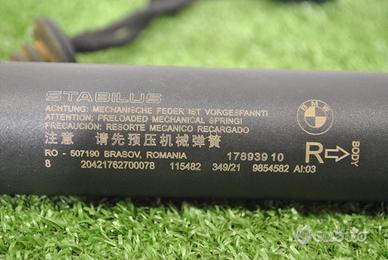 STABILUS
ACHTUNG: MECHANISCHE FEDER IST VORGESPANNT!
ATTENTION: PRELOADED MECHANICAL SPRING!
PRECAUCIÓN: RESORTE MECANICO RECARGADO
注意 请先预压机械弹簧
RO - 507190 BRASOV, ROMANIA 17893910
8 20421762700078 115482 349/21 9854582 AI:03
BMW
R
BODY
subito